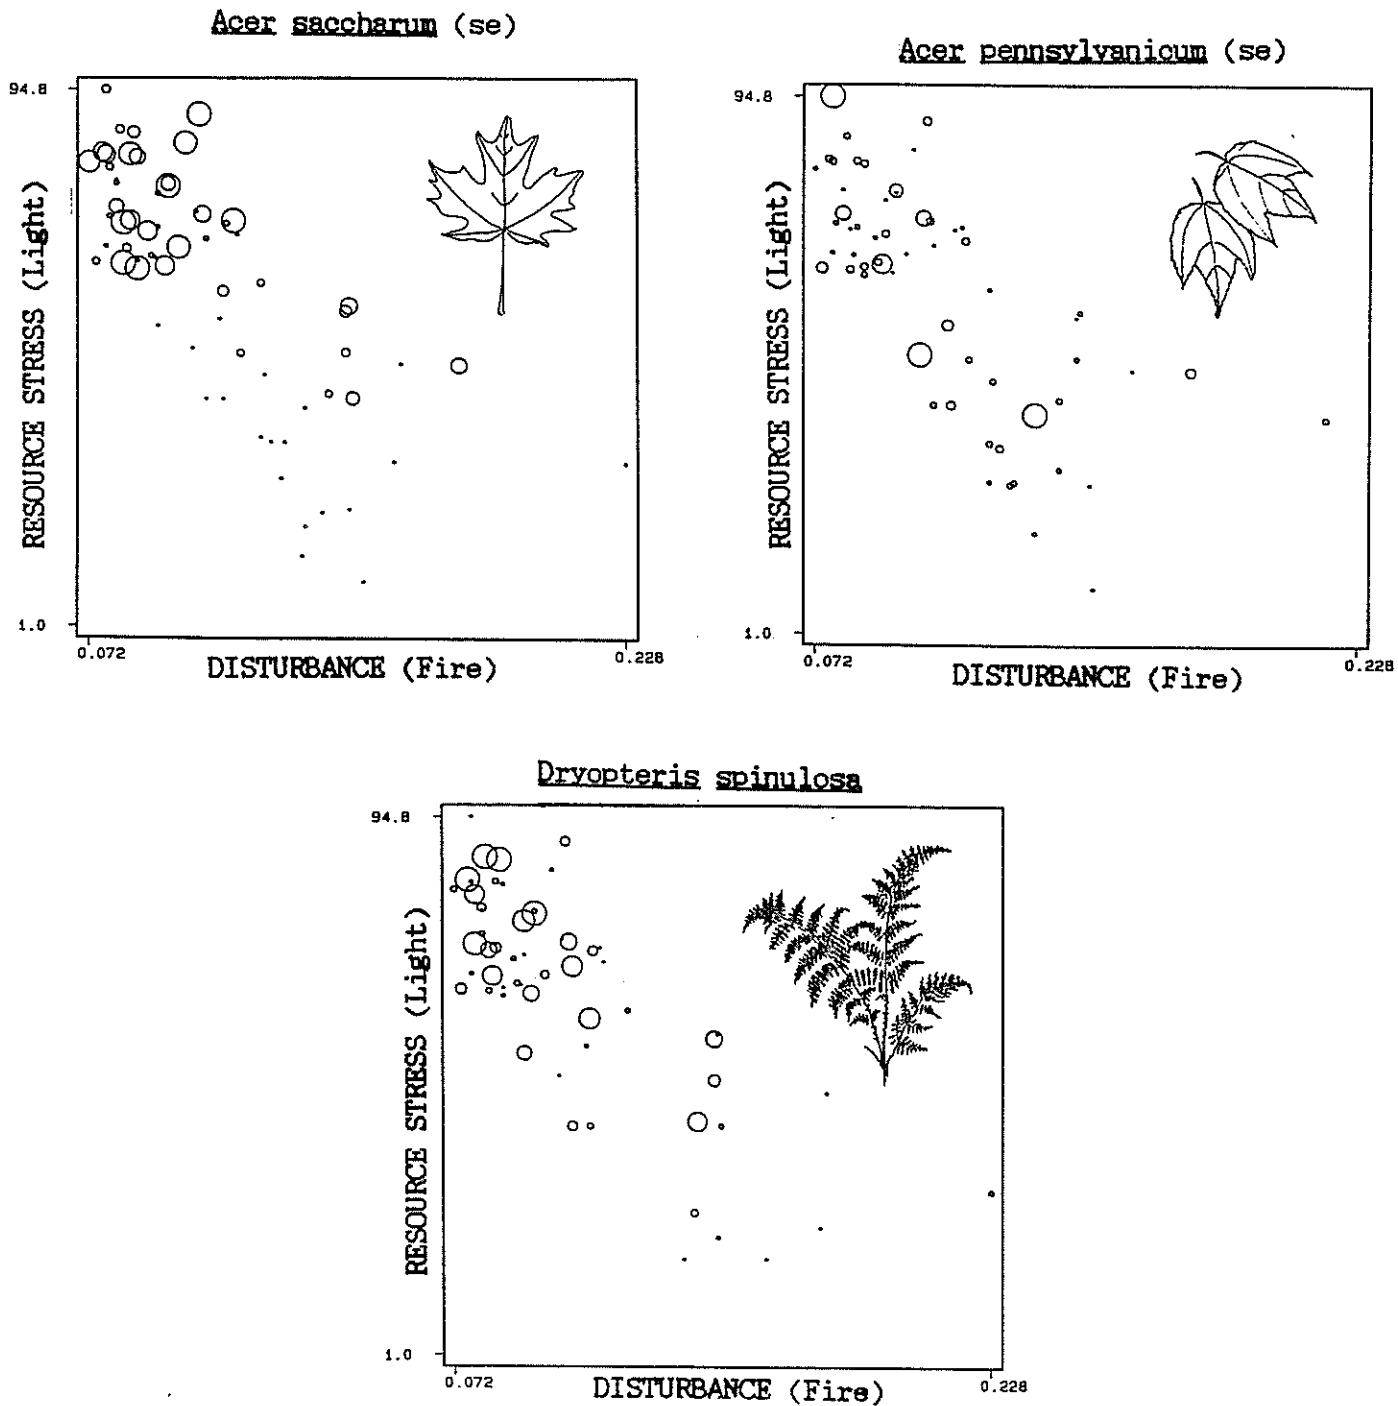 Acer saccharum (se)
94.8
RESOURCE STRESS (Light)
1.0
0.072
0.228
DISTURBANCE (Fire)
Acer pennsylvanicum (se)
94.8
RESOURCE STRESS (Light)
1.0
0.072
0.228
DISTURBANCE (Fire)
Dryopteris spinulosa
94.8
RESOURCE STRESS (Light)
1.0
0.072
0.228
DISTURBANCE (Fire)